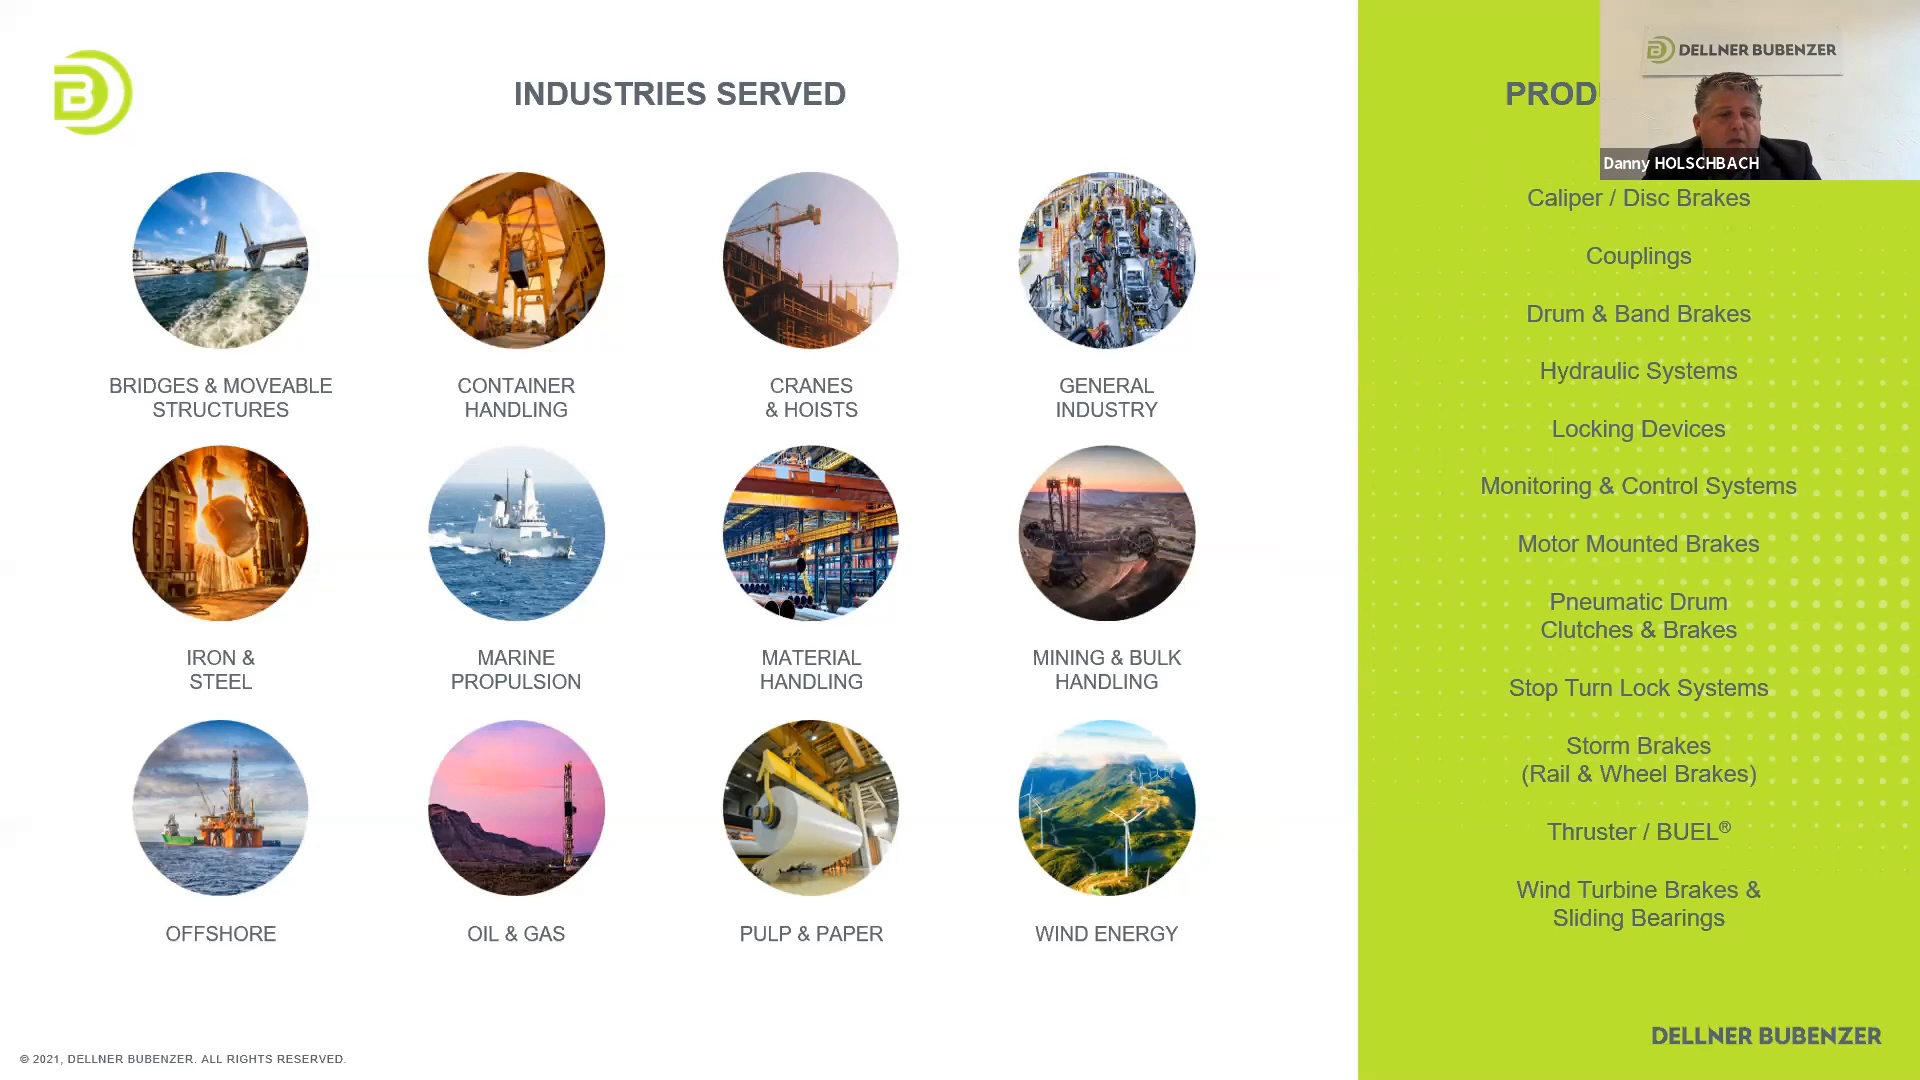 INDUSTRIES SERVED
BRIDGES & MOVEABLE
STRUCTURES
CONTAINER
HANDLING
CRANES
& HOISTS
GENERAL
INDUSTRY
IRON &
STEEL
MARINE
PROPULSION
MATERIAL
HANDLING
MINING & BULK
HANDLING
OFFSHORE
OIL & GAS
PULP & PAPER
WIND ENERGY
© 2021, DELLNER BUBENZER. ALL RIGHTS RESERVED.
DELLNER BUBENZER
Danny HOLSCHBACH
Caliper / Disc Brakes
Couplings
Drum & Band Brakes
Hydraulic Systems
Locking Devices
Monitoring & Control Systems
Motor Mounted Brakes
Pneumatic Drum
Clutches & Brakes
Stop Turn Lock Systems
Storm Brakes
(Rail & Wheel Brakes)
Thruster / BUEL®
Wind Turbine Brakes &
Sliding Bearings
DELLNER BUBENZER